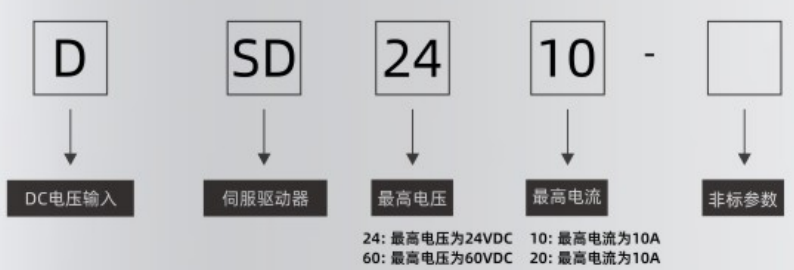 D SD 24 10 -
DC电压输入 伺服驱动器 最高电压 最高电流 非标参数
24: 最高电压为24VDC 10: 最高电流为10A
60: 最高电压为60VDC 20: 最高电流为10A